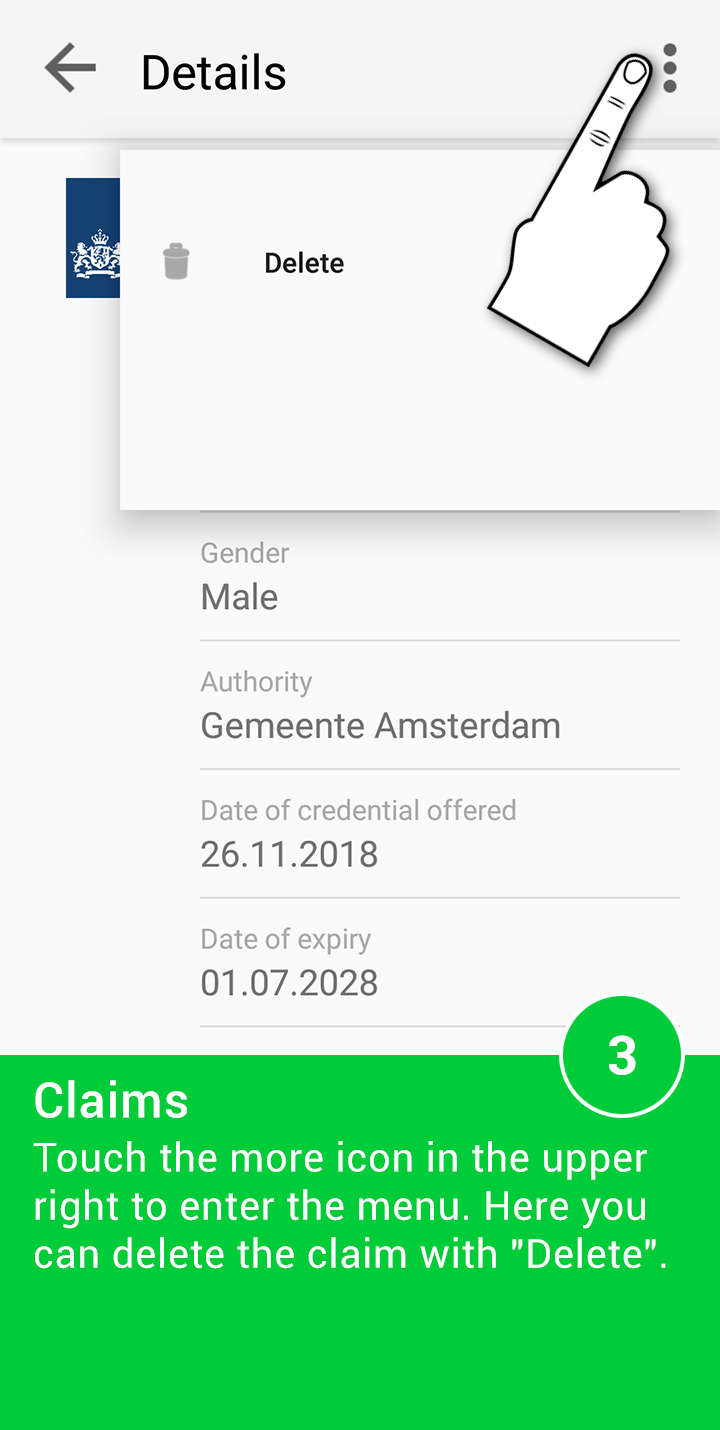 Details
Delete
Gender
Male
Authority
Gemeente Amsterdam
Date of credential offered
26.11.2018
Date of expiry
01.07.2028
3
Claims
Touch the more icon in the upper
right to enter the menu. Here you
can delete the claim with "Delete".